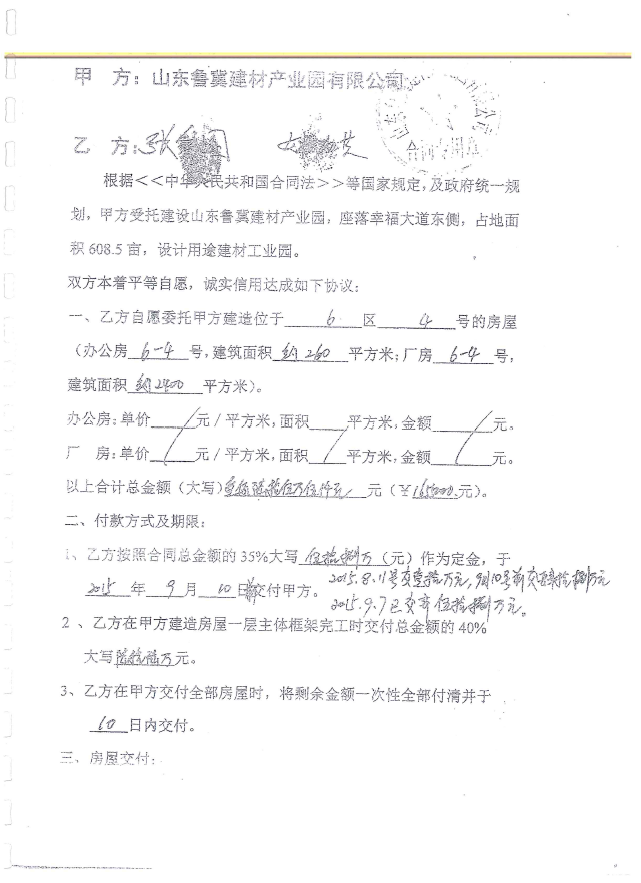 甲 方：山东鲁冀建材产业园有限公司
乙 方：张
根据<<中华人民共和国合同法>>等国家规定,及政府统一规
划，甲方受托建设山东鲁冀建材产业园，座落幸福大道东侧，占地面
积 608.5 亩，设计用途建材工业园。
双方本着平等自愿，诚实信用达成如下协议：
一、乙方自愿委托甲方建造位于 6 区 4 号的房屋
（办公房 6-4 号，建筑面积 约260 平方米；厂房 6-4 号，
建筑面积 约2400 平方米）。
办公房：单价 / 元 / 平方米，面积 平方米，金额 / 元。
厂 房：单价 / 元 / 平方米，面积 / 平方米，金额 / 元。
以上合计总金额（大写） 元（￥ 元）。
二、付款方式及期限：
1、乙方按照合同总金额的 35%大写 伍拾捌万（元）作为定金，于
2015 年 9 月 10 日前交付甲方。 2015.8.11号交壹拾万元，
2015.9.7已交 伍拾捌万元。
2 、乙方在甲方建造房屋一层主体框架完工时交付总金额的 40%
大写 元。
3、乙方在甲方交付全部房屋时，将剩余金额一次性全部付清并于
10 日内交付。
三、房屋交付：